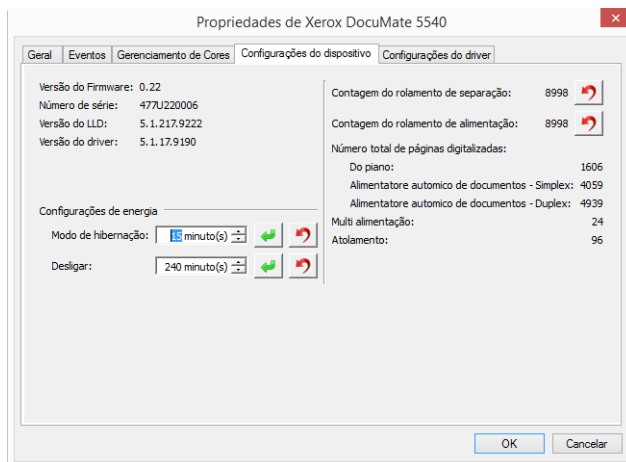 Propriedades de Xerox DocuMate 5540
Geral
Eventos
Gerenciamento de Cores
Configurações do dispositivo
Configurações do driver
Versão do Firmware: 0.22
Número de série: 477U220006
Versão do LLD: 5.1.217.9222
Versão do driver: 5.1.17.9190
Configurações de energia
Modo de hibernação: 15 minuto(s)
Desligar: 240 minuto(s)
Contagem do rolamento de separação: 8998
Contagem do rolamento de alimentação: 8998
Número total de páginas digitalizadas:
Do piano: 1606
Alimentatore automico de documentos - Simplex: 4059
Alimentatore automico de documentos - Duplex: 4939
Multi alimentação: 24
Atolamento: 96
OK
Cancelar